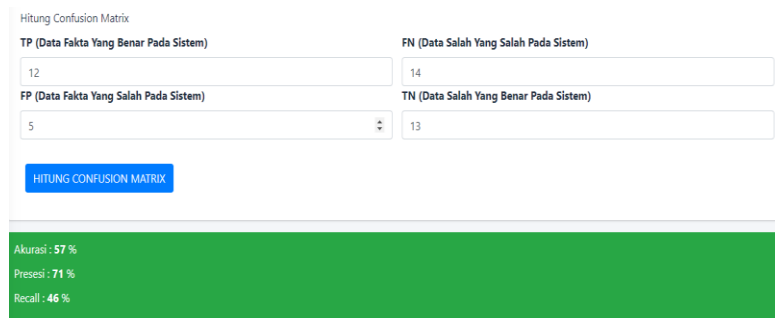 Hitung Confusion Matrix
TP (Data Fakta Yang Benar Pada Sistem)
FN (Data Salah Yang Salah Pada Sistem)
12
14
FP (Data Fakta Yang Salah Pada Sistem)
TN (Data Salah Yang Benar Pada Sistem)
5
13
HITUNG CONFUSION MATRIX
Akurasi : 57 %
Presesi : 71 %
Recall : 46 %